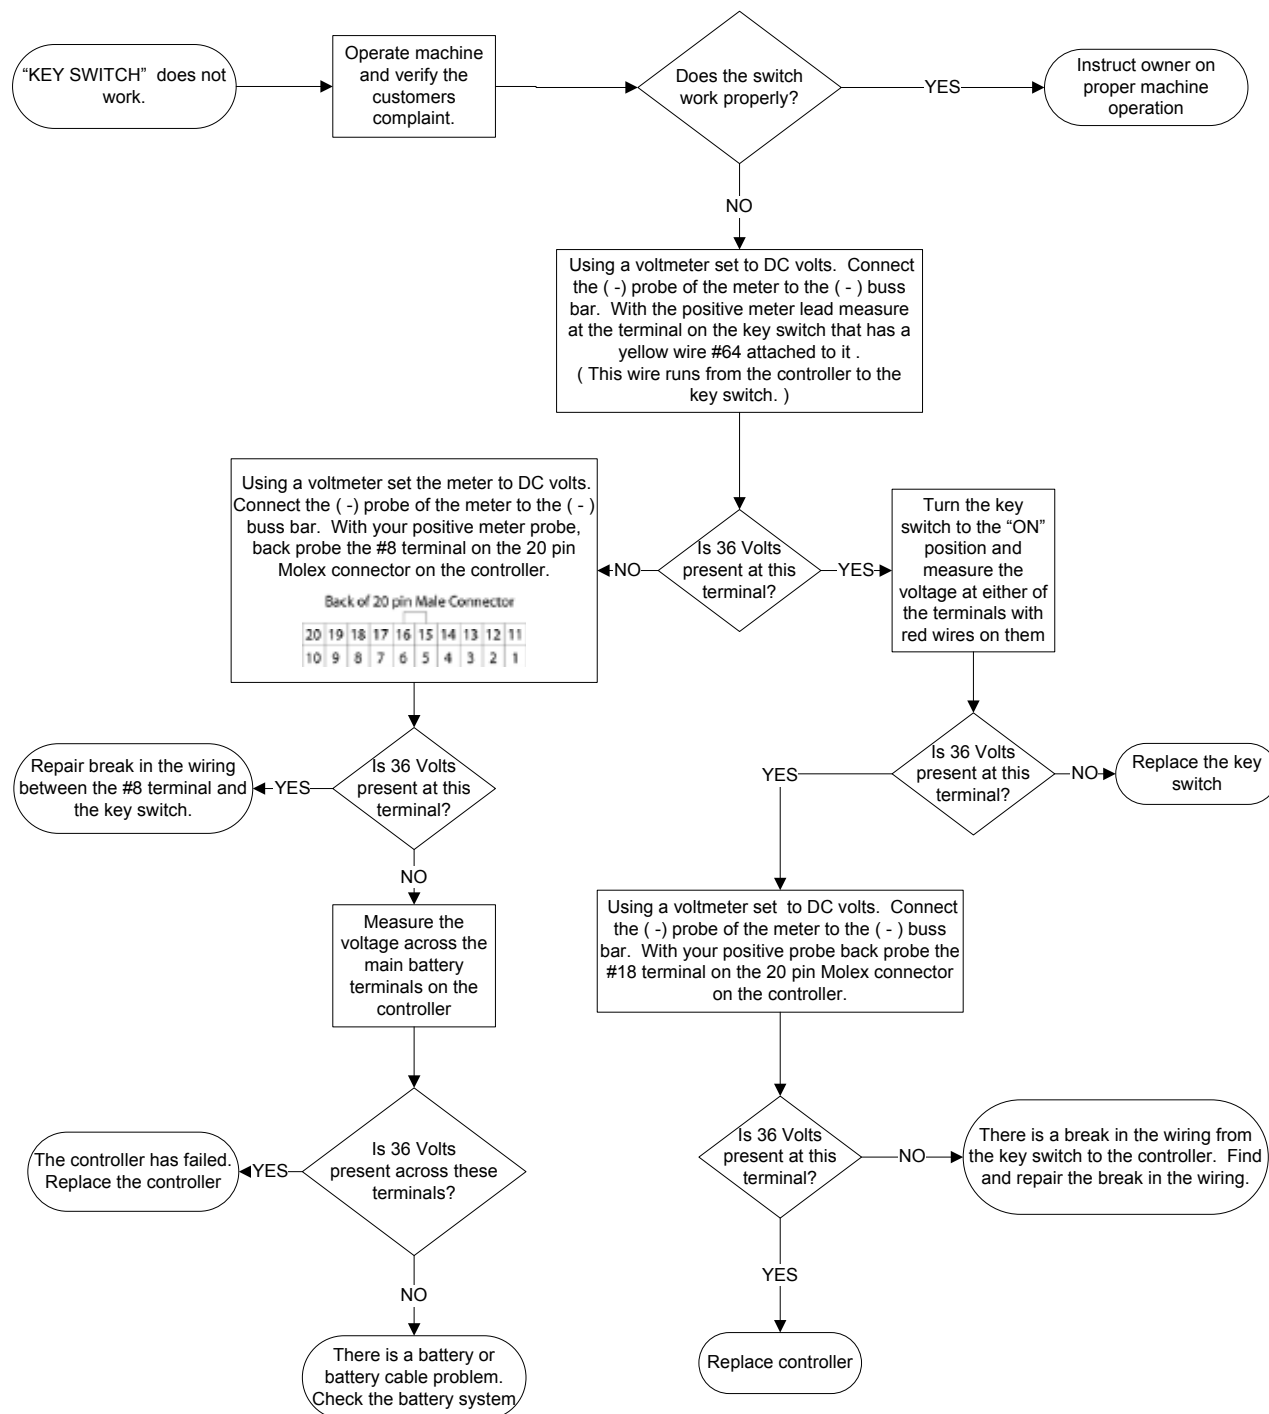 “KEY SWITCH”  does not
work.
Operate machine
and verify the
customers
complaint.
Does the switch
work properly?
YES
Instruct owner on
proper machine
operation
NO
Using a voltmeter set to DC volts.  Connect
the ( -) probe of the meter to the ( - ) buss
bar.  With the positive meter lead measure
at the terminal on the key switch that has a
yellow wire #64 attached to it .
( This wire runs from the controller to the
key switch. )
Using a voltmeter set the meter to DC volts.
Connect the ( -) probe of the meter to the ( - )
buss bar.  With your positive meter probe,
back probe the #8 terminal on the 20 pin
Molex connector on the controller.
Back of 20 pin Male Connector
20 19 18 17 16 15 14 13 12 11
10 9 8 7 6 5 4 3 2 1
NO
Is 36 Volts
present at this
terminal?
YES
Turn the key
switch to the “ON”
position and
measure the
voltage at either of
the terminals with
red wires on them
Repair break in the wiring
between the #8 terminal and
the key switch.
YES
Is 36 Volts
present at this
terminal?
YES
Is 36 Volts
present at this
terminal?
NO
Replace the key
switch
NO
Measure the
voltage across the
main battery
terminals on the
controller
Using a voltmeter set  to DC volts.  Connect
the ( -) probe of the meter to the ( - ) buss
bar.  With your positive probe back probe the
#18 terminal on the 20 pin Molex connector
on the controller.
The controller has failed.
Replace the controller
YES
Is 36 Volts
present across these
terminals?
Is 36 Volts
present at this
terminal?
NO
There is a break in the wiring from
the key switch to the controller.  Find
and repair the break in the wiring.
NO
YES
There is a battery or
battery cable problem.
Check the battery system
Replace controller